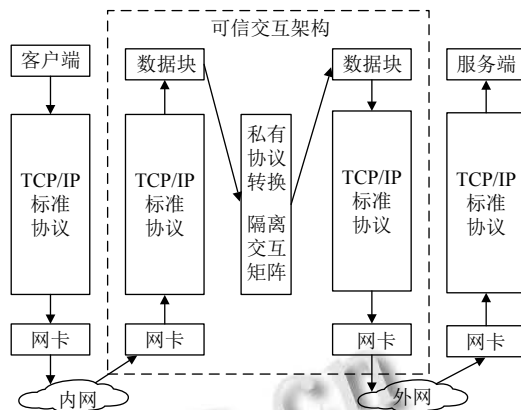 可信交互架构
客户端
数据块
数据块
服务端
TCP/IP
标准
协议
TCP/IP
标准
协议
私有
协议
转换
隔离
交互
矩阵
TCP/IP
标准
协议
TCP/IP
标准
协议
网卡
网卡
网卡
网卡
内网
外网